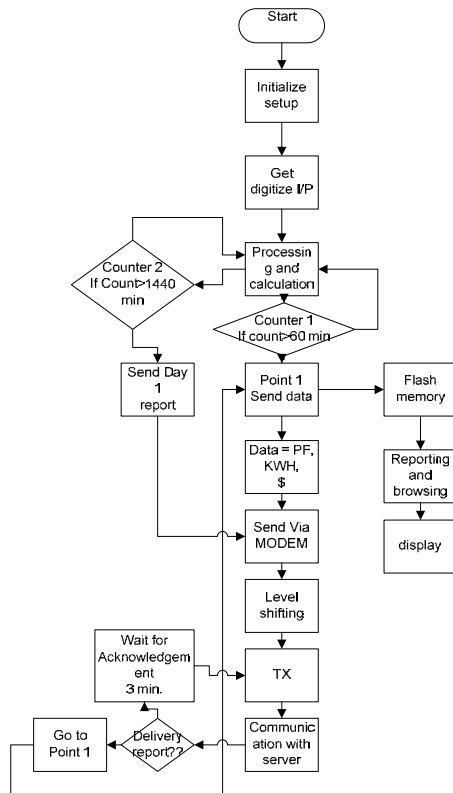 Start
Initialize
setup
Get
digitize I/P
Processin
g and
calculation
Counter 2
If Count>1440
min
Counter 1
If count>60 min
Send Day
1
report
Point 1
Send data
Flash
memory
Data = PF,
KWH,
$
Reporting
and
browsing
Send Via
MODEM
display
Level
shifting
Wait for
Acknowledgem
ent
3 min.
TX
Go to
Point 1
Delivery
report??
Communic
ation with
server